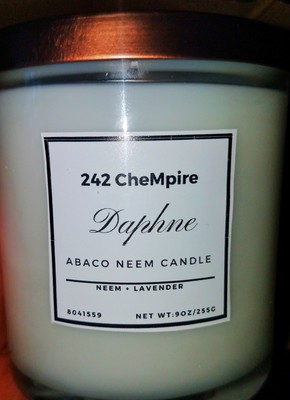 242 CheMpire
Daphne
ABACO NEEM CANDLE
NEEM + LAVENDER
8041559 NET WT:9OZ/255G